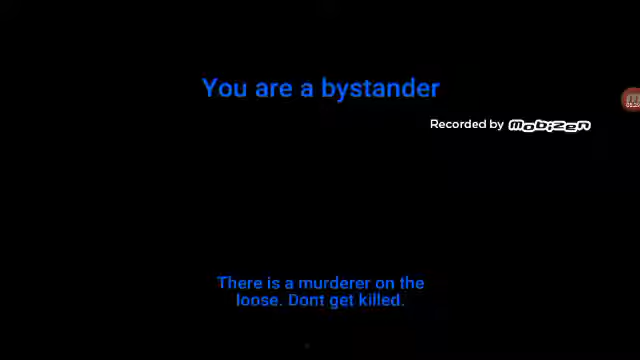 You are a bystander
Recorded by mobizen
There is a murderer on the
loose. Dont get killed.